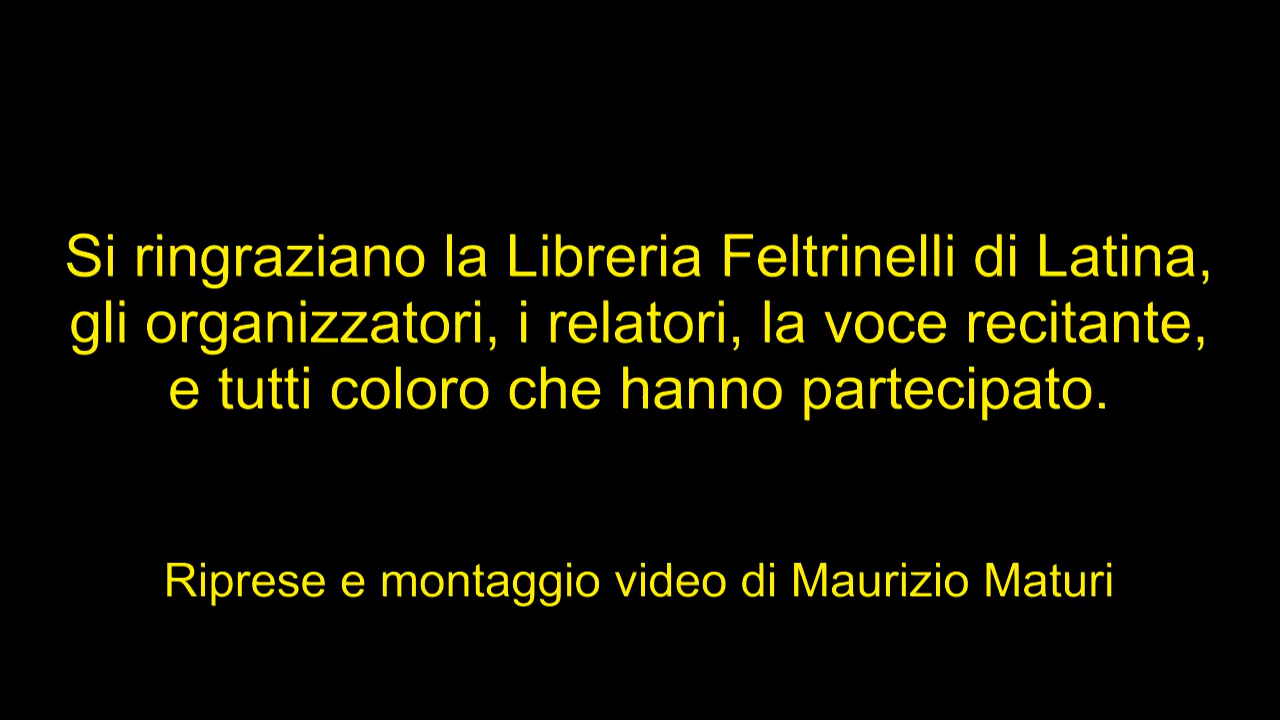 Si ringraziano la Libreria Feltrinelli di Latina,
gli organizzatori, i relatori, la voce recitante,
e tutti coloro che hanno partecipato.
Riprese e montaggio video di Maurizio Maturi